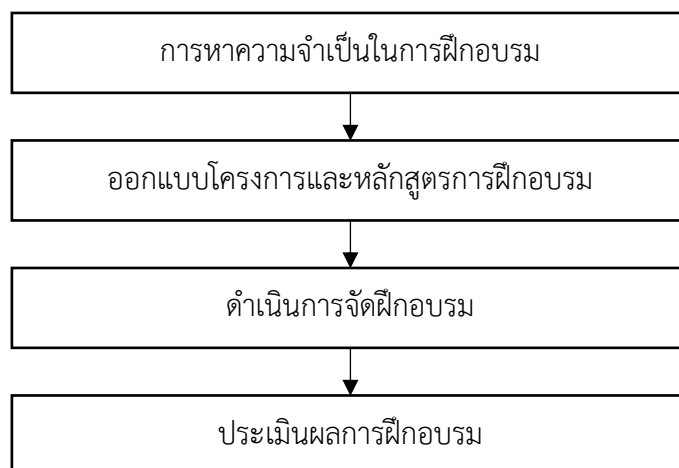 การหาความจำเป็นในการฝึกอบรม
ออกแบบโครงการและหลักสูตรการฝึกอบรม
ดำเนินการจัดฝึกอบรม
ประเมินผลการฝึกอบรม